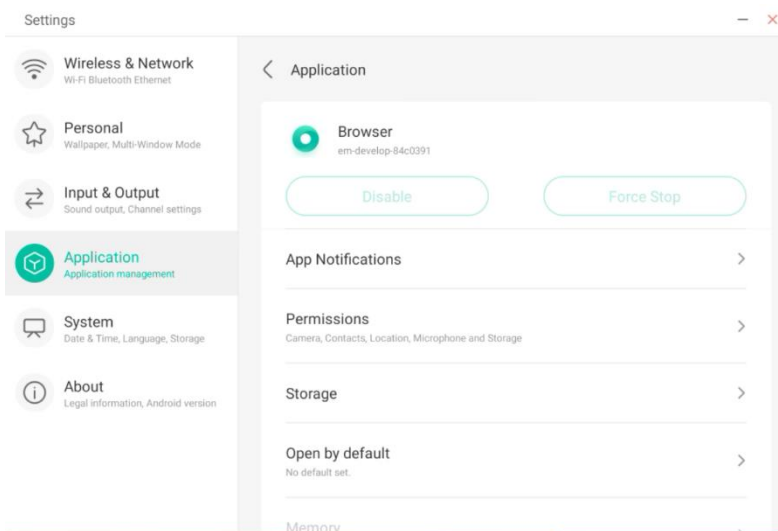 Settings
Wireless & Network
Wi-Fi Bluetooth Ethernet
Personal
Wallpaper, Multi-Window Mode
Input & Output
Sound output, Channel settings
Application
Application management
System
Date & Time, Language, Storage
About
Legal information, Android version
Application
Browser
em-develop-84c0391
Disable
Force Stop
App Notifications
Permissions
Camera, Contacts, Location, Microphone and Storage
Storage
Open by default
No default set.
Memory